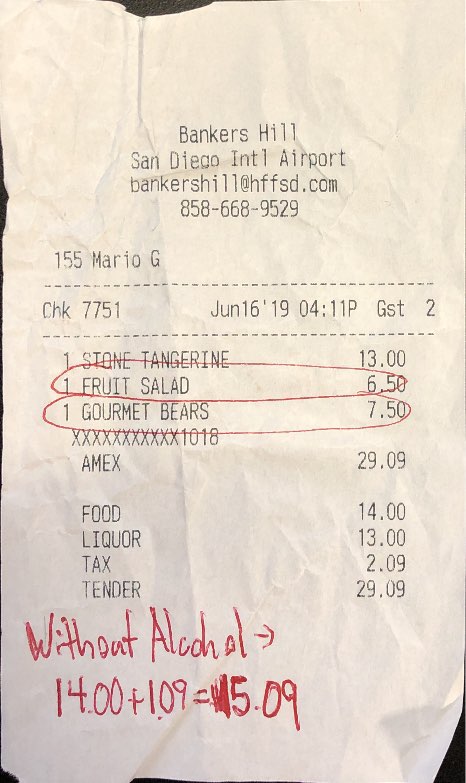 Bankers Hill
San Diego Intl Airport
bankershill@hffsd.com
858-668-9529
155 Mario G
Chk 7751 Jun16'19 04:11P Gst 2
1 STONE TANGERINE 13.00
1 FRUIT SALAD 6.50
1 GOURMET BEARS 7.50
XXXXXXXXXXX1018
AMEX 29.09
FOOD 14.00
LIQUOR 13.00
TAX 2.09
TENDER 29.09
Without Alcohol →
14.00+1.09=15.09